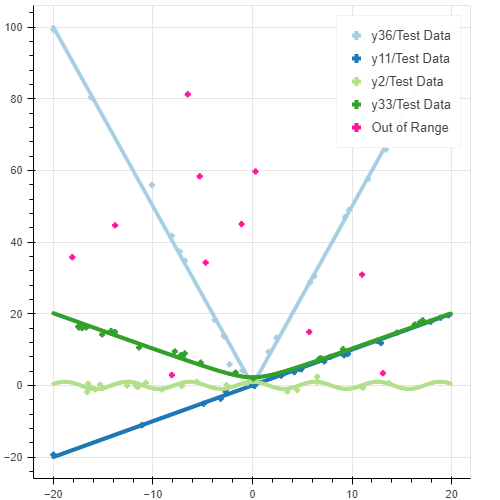 y36/Test Data
y11/Test Data
y2/Test Data
y33/Test Data
Out of Range
100
80
60
40
20
0
−20
−20
−10
0
10
20